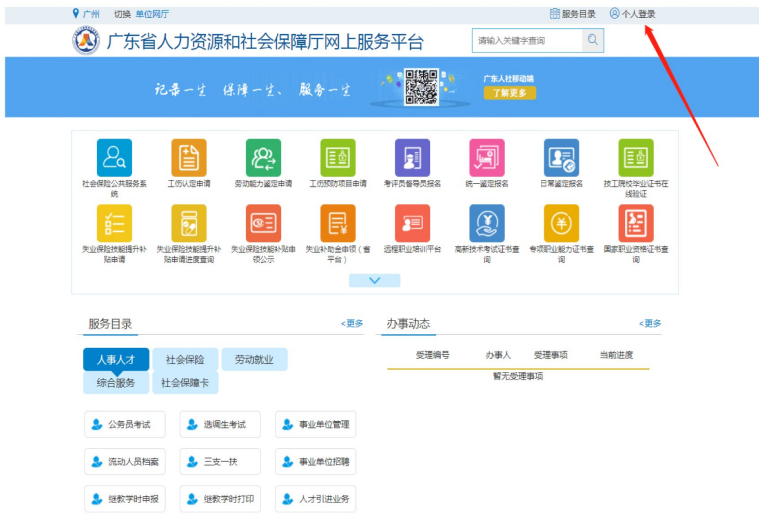 广州 切换 单位网厅 服务目录 个人登录
广东省人力资源和社会保障厅网上服务平台 请输入关键字查询
记录一生 保障一生、服务一生 广东人社移动端
了解更多
社会保险公共服务系统 工伤认定申请 劳动能力鉴定申请 工伤预防项目申请 考评员督导员报名 统一鉴定报名 日常鉴定报名 技工院校毕业证书在线验证
失业保险技能提升补贴申请 失业保险技能提升补贴申请进度查询 失业保险技能补贴申领公示 失业补助金申领（省平台） 远程职业培训平台 高新技术考试证书查询 专项职业能力证书查询 国家职业资格证书查询
服务目录 <更多 办事动态 <更多
人事人才 社会保险 劳动就业
综合服务 社会保障卡
受理编号 办事人 受理事项 当前进度
暂无受理事项
公务员考试 选调生考试 事业单位管理
流动人员档案 三支一扶 事业单位招聘
继教学时申报 继教学时打印 人才引进业务